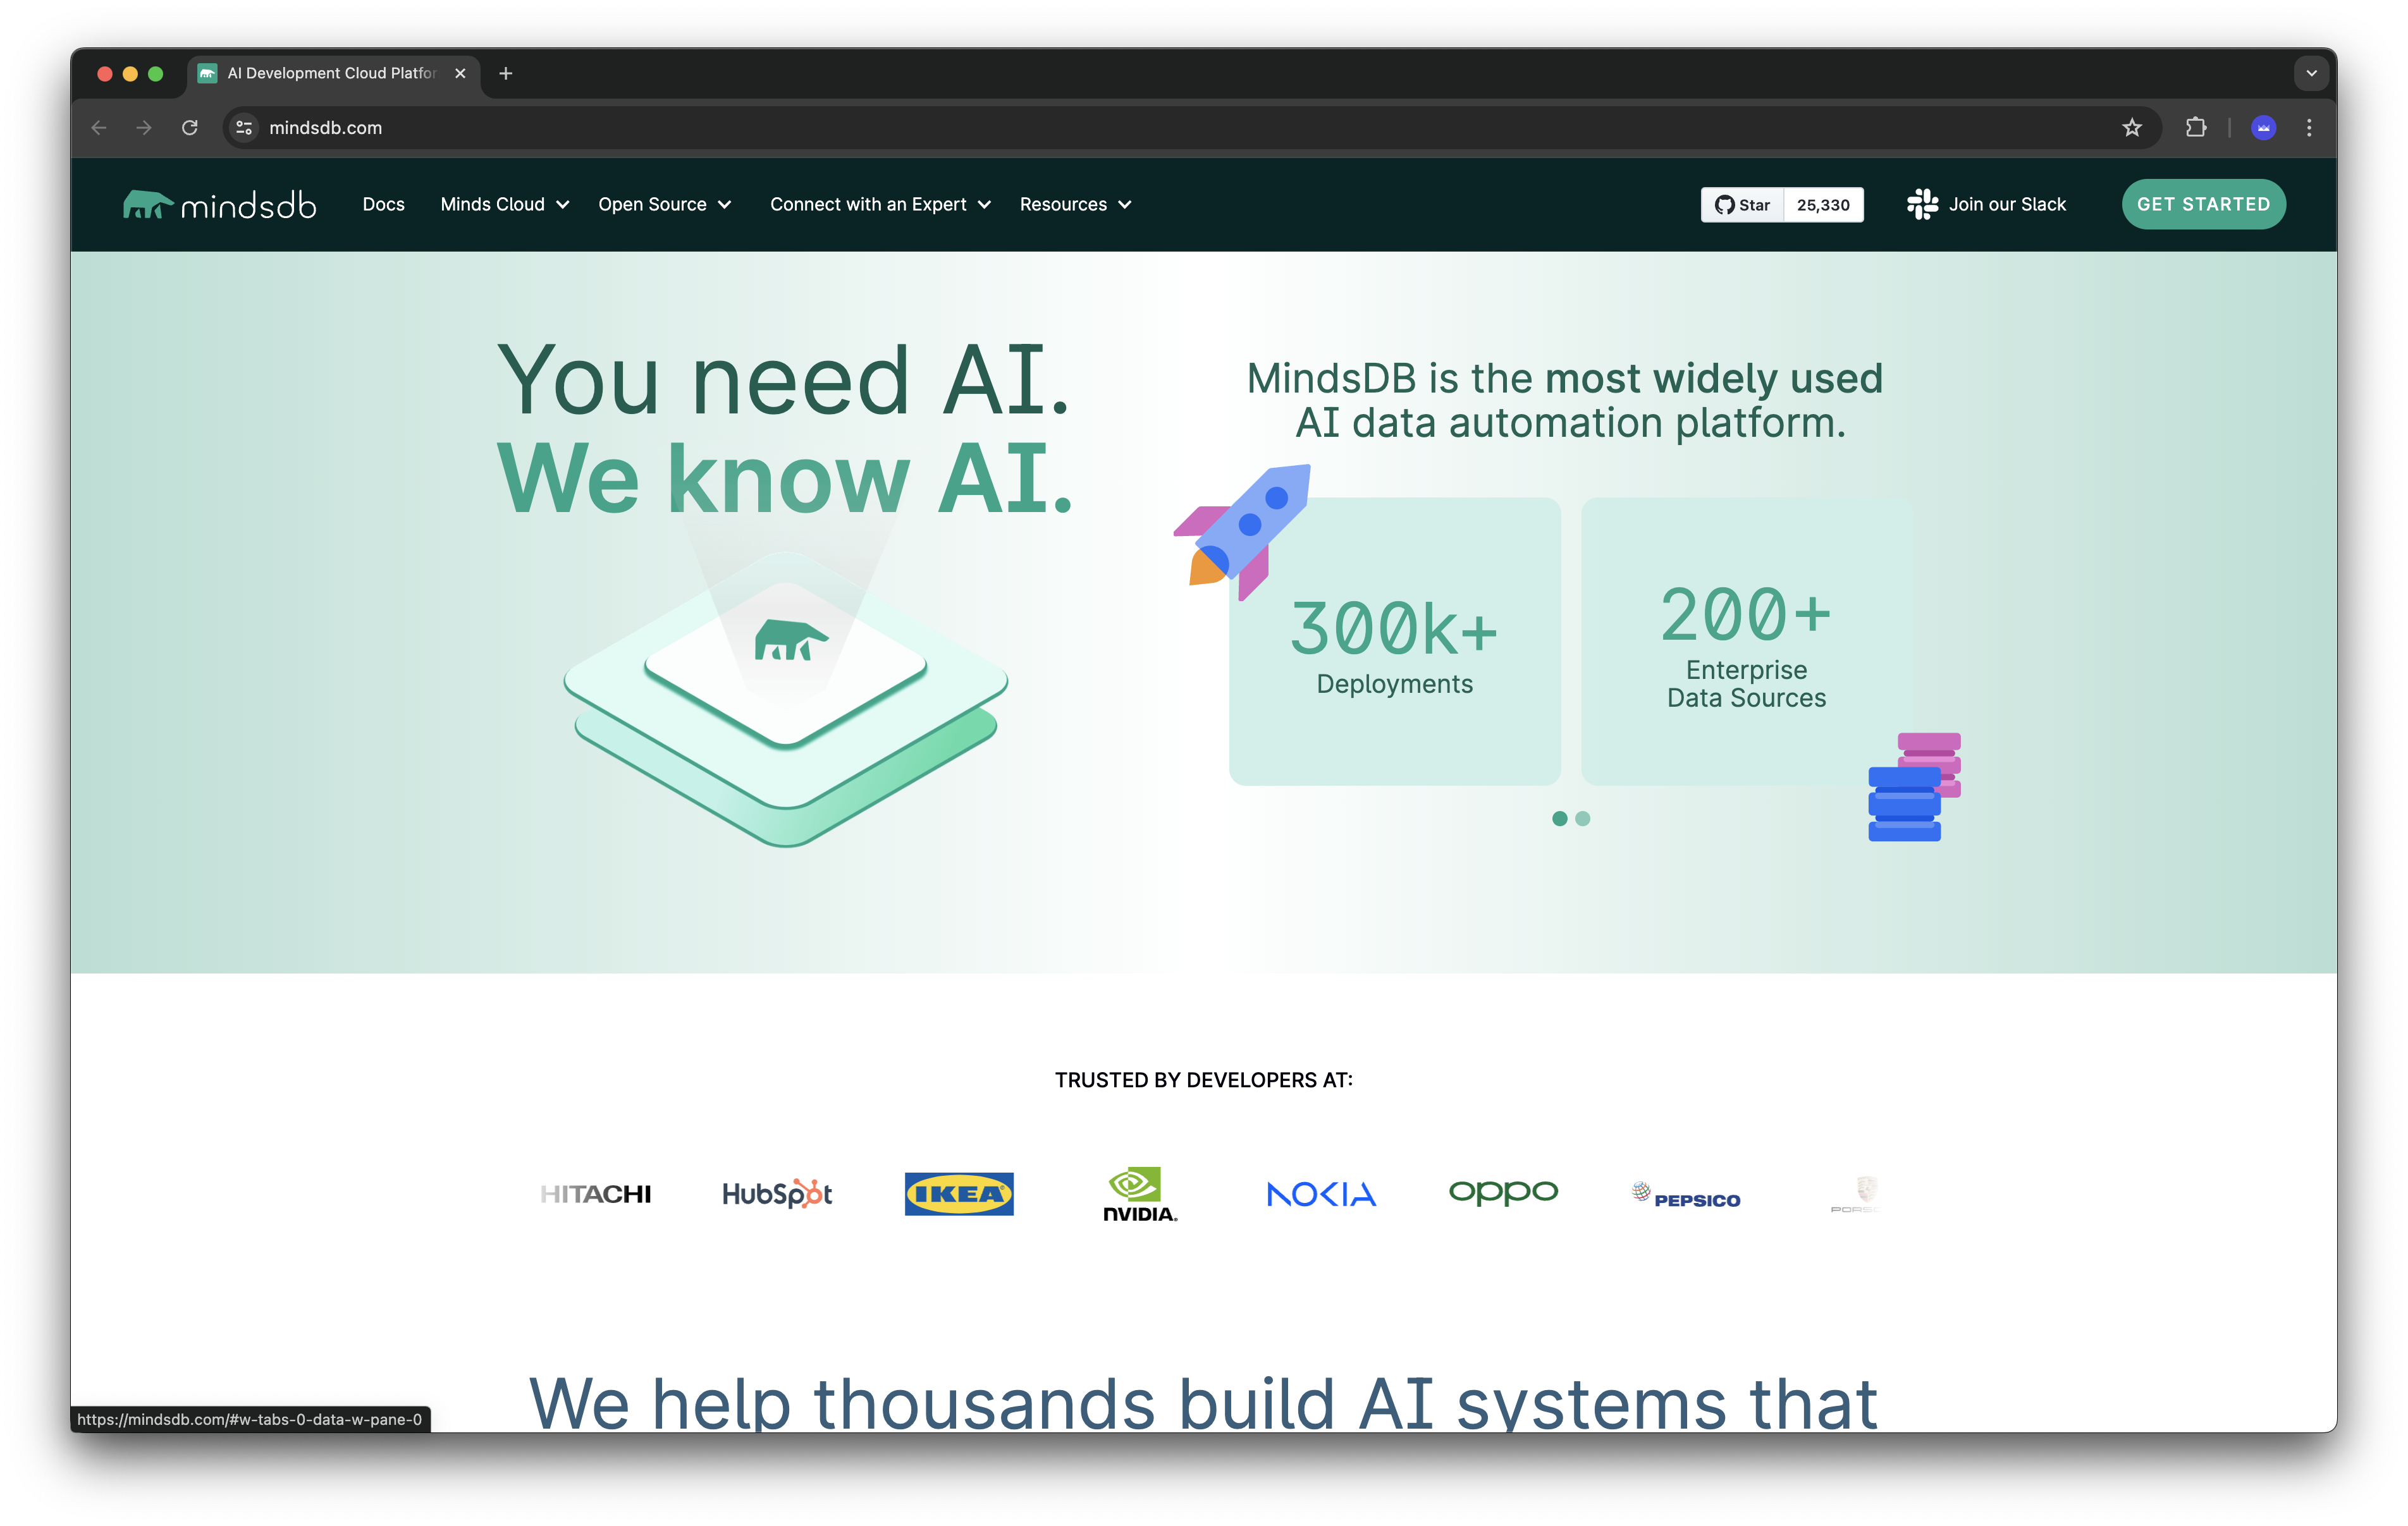 AI Development Cloud Platfor
mindsdb.com
mindsdb
Docs
Minds Cloud
Open Source
Connect with an Expert
Resources
Star
25,330
Join our Slack
GET STARTED
You need AI.
We know AI.
MindsDB is the most widely used
AI data automation platform.
300k+
Deployments
200+
Enterprise
Data Sources
TRUSTED BY DEVELOPERS AT:
HITACHI
HubSpot
IKEA
NVIDIA.
NOKIA
oppo
PEPSICO
PORSC
We help thousands build AI systems that
https://mindsdb.com/#w-tabs-0-data-w-pane-0